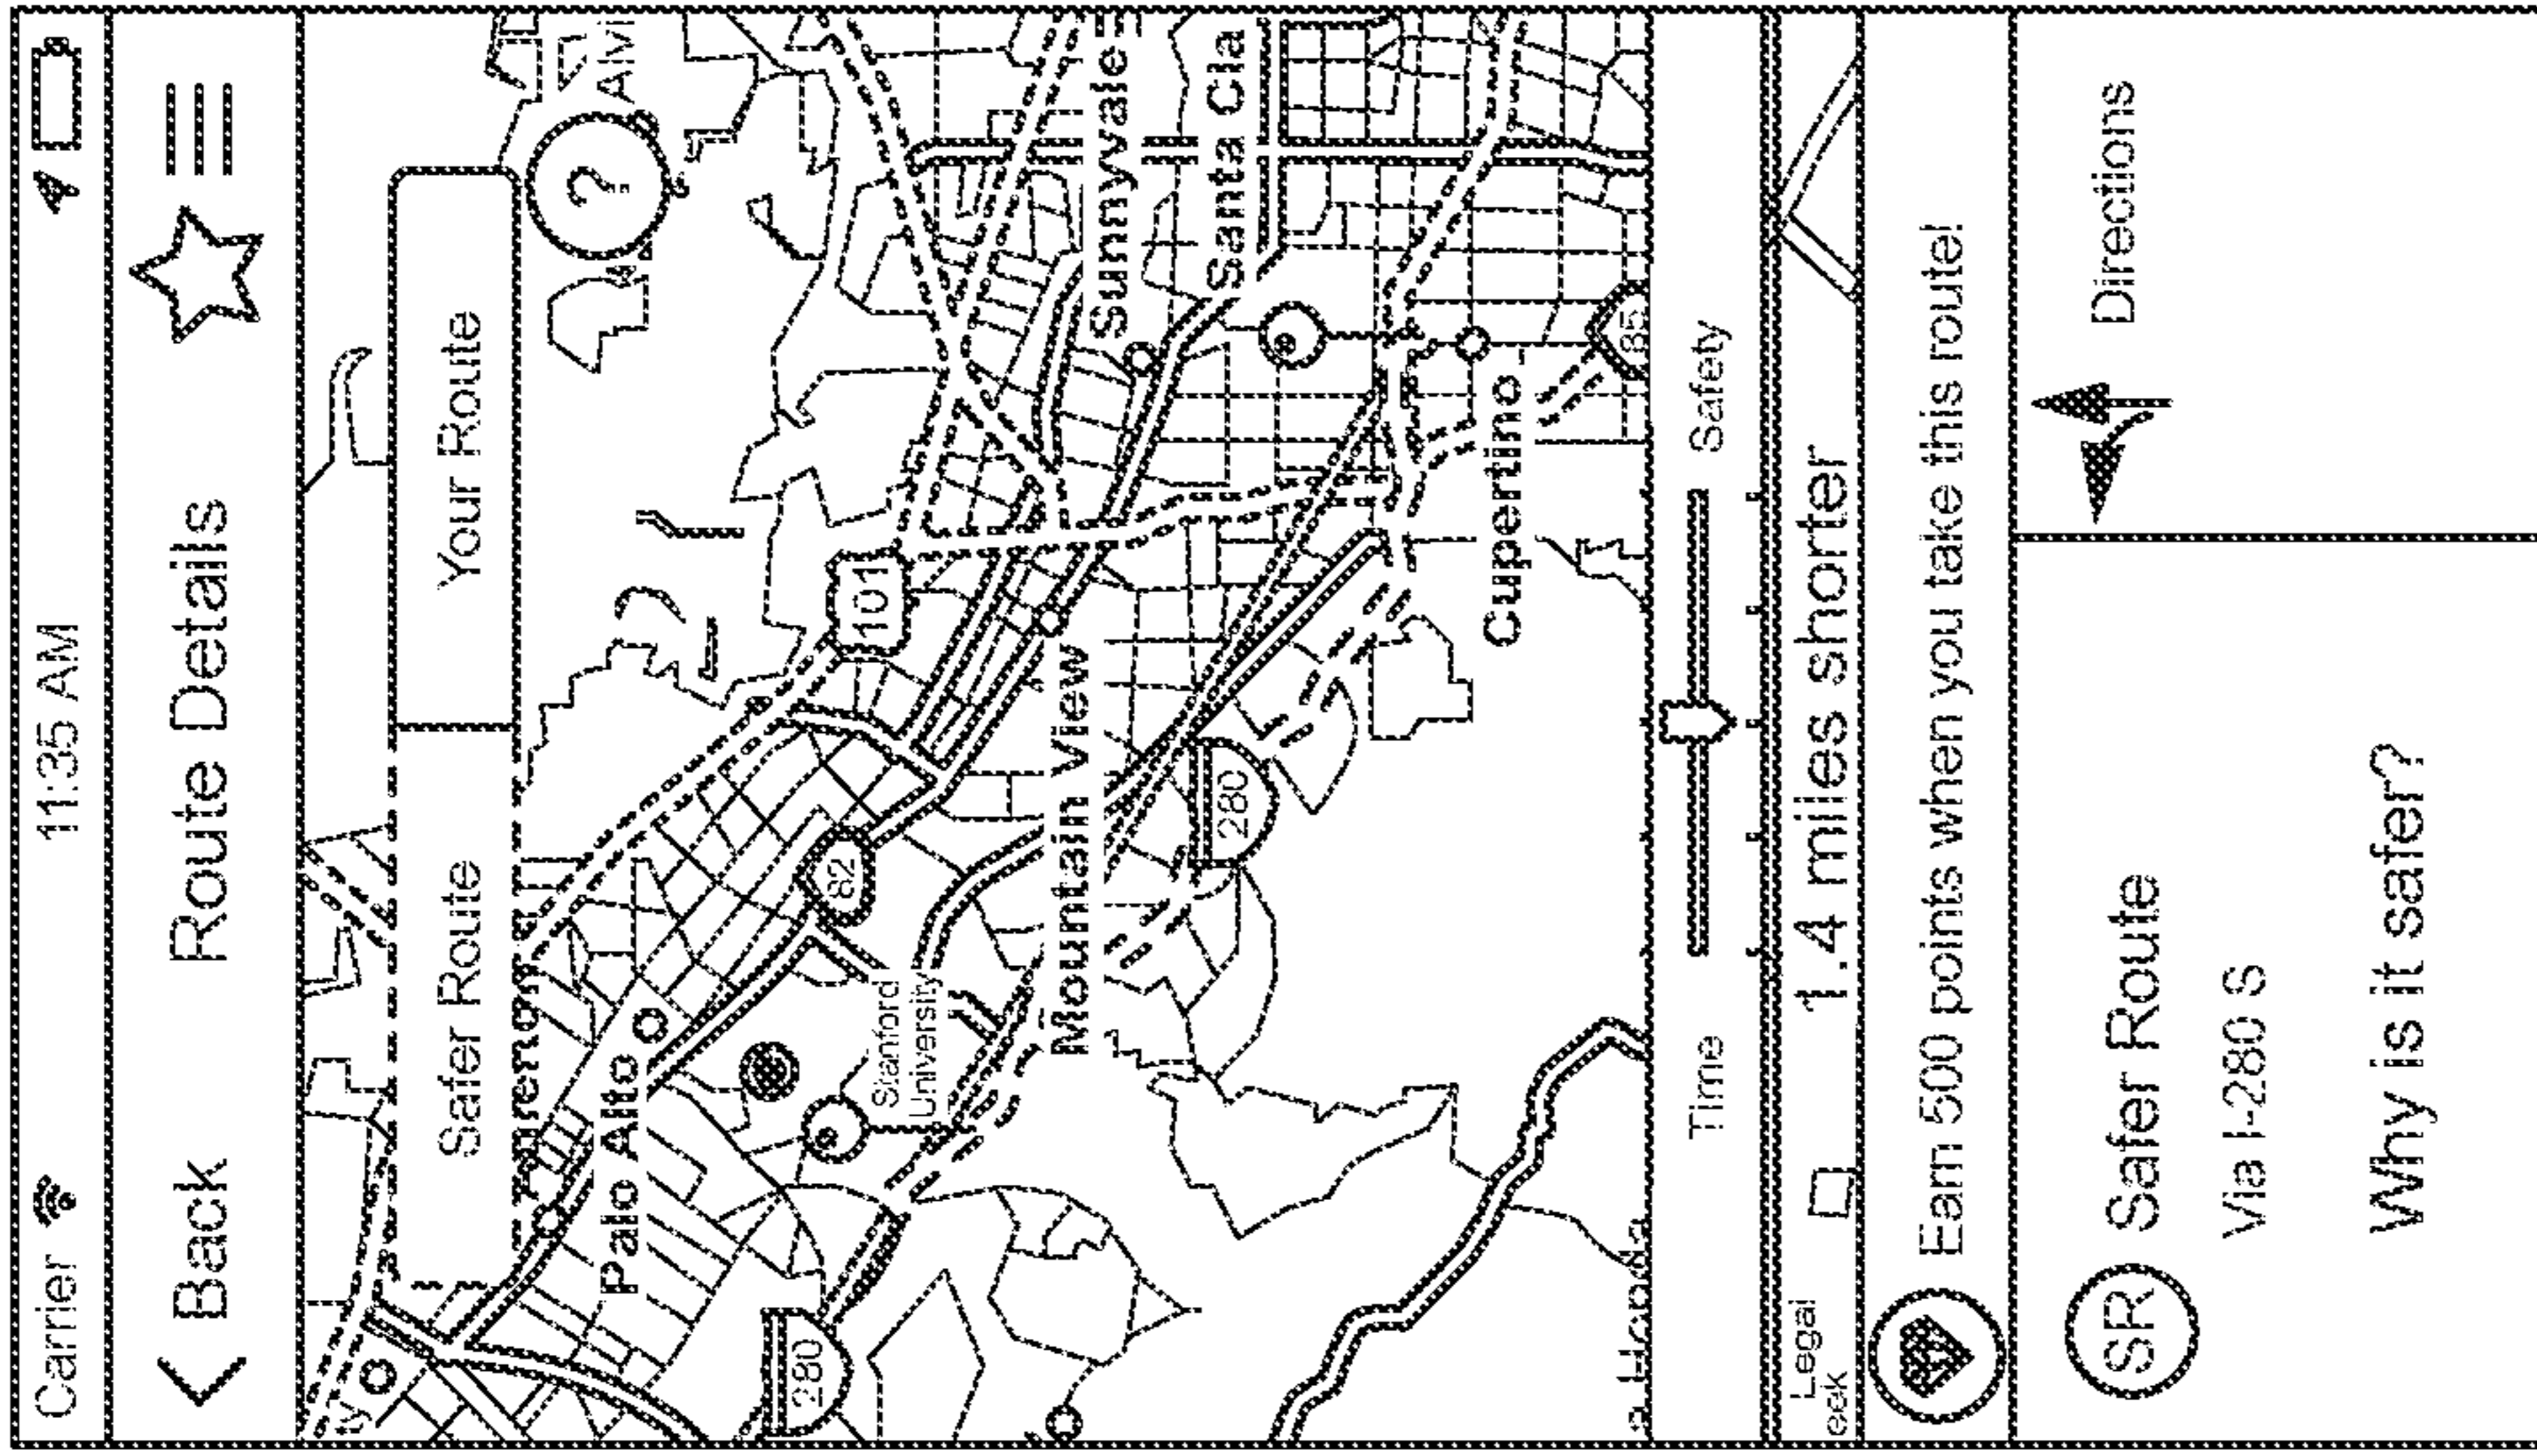 Carrier 11:35 AM
Back Route Details
Safer Route Your Route
ty
?
Palo Alto
101
82
Stanford
University
280
Mountain View
Sunnyvale
Santa Cla
280
Cupertino
85
Time Safety
Legal
1.4 miles shorter
eek
Earn 500 points when you take this route!
SR Safer Route
Via I-280 S
Directions
Why is it safer?